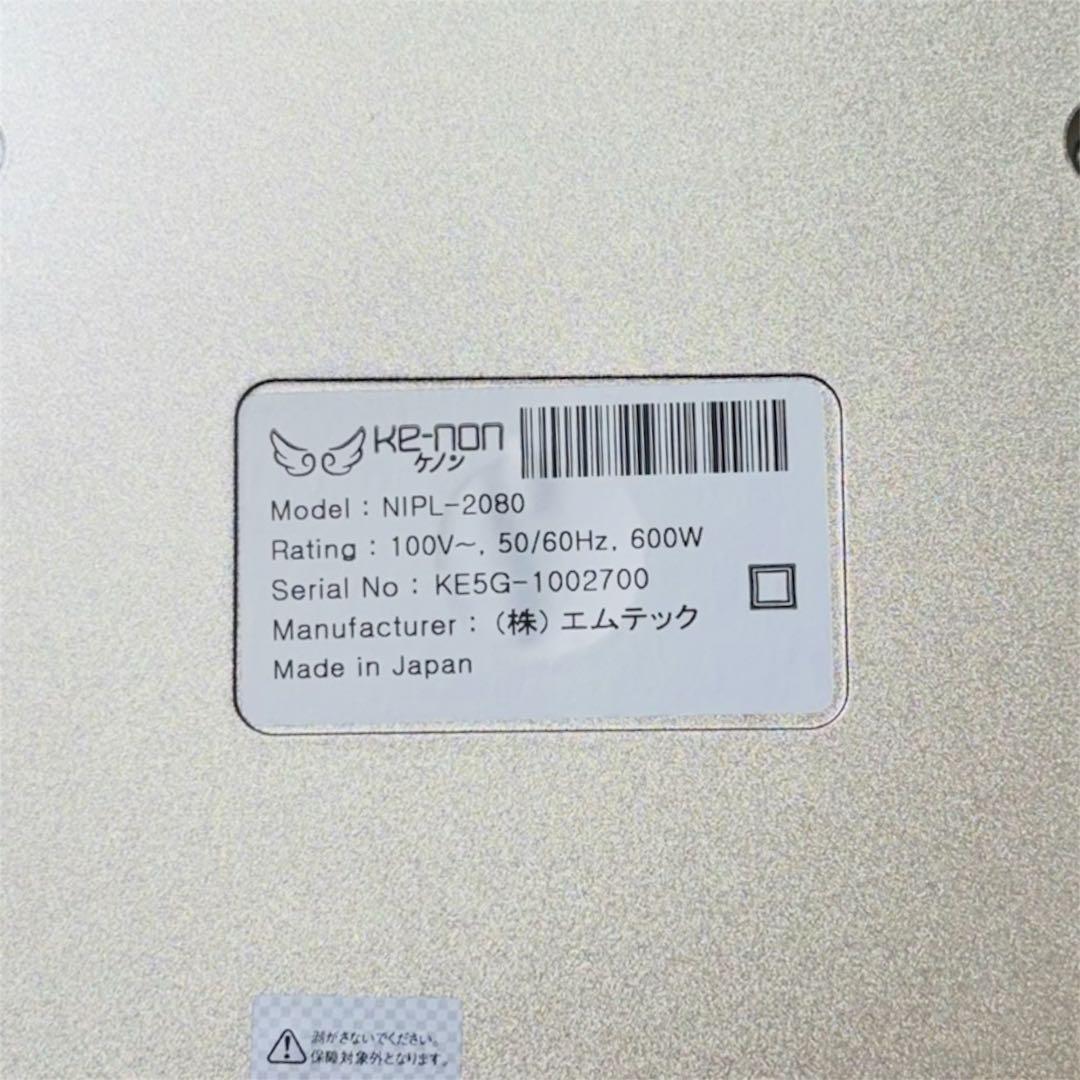 Ke-non
ケノン
Model : NIPL-2080
Rating : 100V~, 50/60Hz, 600W
Serial No : KE5G-1002700
Manufacturer : (株) エムテック
Made in Japan
剥がさないでください。
保障対象外となります。